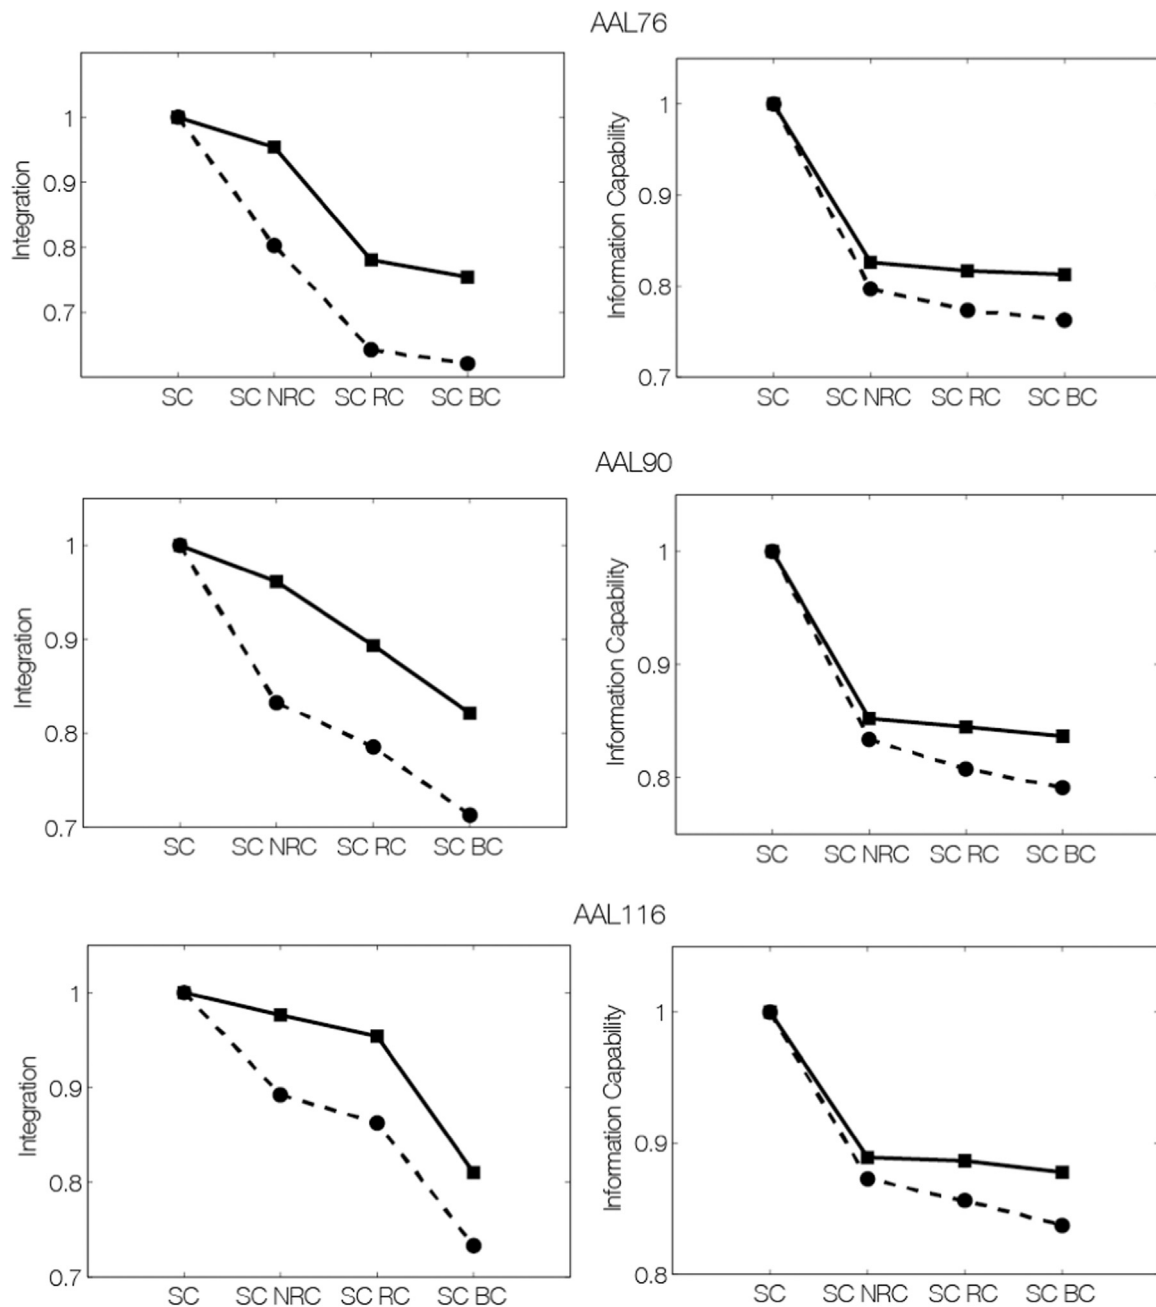 AAL76
Integration
1
0.9
0.8
0.7
SC SC NRC SC RC SC BC
Information Capability
1
0.9
0.8
0.7
SC SC NRC SC RC SC BC
AAL90
Integration
1
0.9
0.8
0.7
SC SC NRC SC RC SC BC
Information Capability
1
0.9
0.8
SC SC NRC SC RC SC BC
AAL116
Integration
1
0.9
0.8
0.7
SC SC NRC SC RC SC BC
Information Capability
1
0.9
0.8
SC SC NRC SC RC SC BC